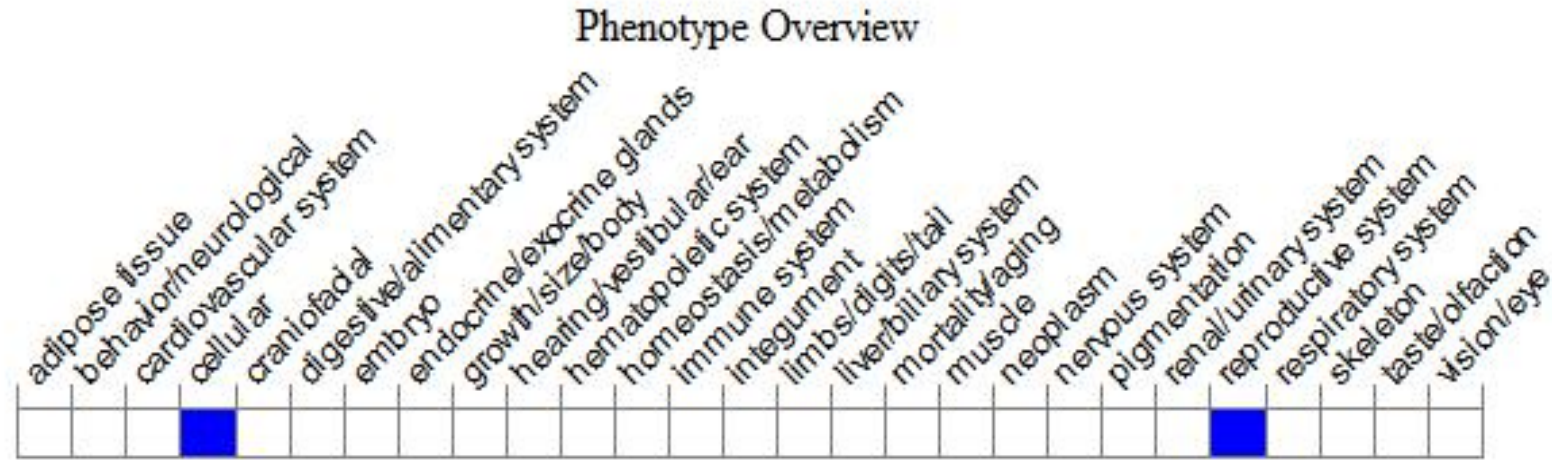 Phenotype Overview
adipose tissue
behavior/neurological
cardiovascular system
cellular
craniofacial
digestive/alimentary system
embryo
endocrine/exocrine glands
growth/size/body
hearing/vestibular/ear
hematopoietic system
homeostasis/metabolism
immune system
integument
limbs/digits/tail
liver/biliary system
mortality/aging
muscle
neoplasm
nervous system
pigmentation
renal/urinary system
reproductive system
respiratory system
skeleton
taste/olfaction
vision/eye